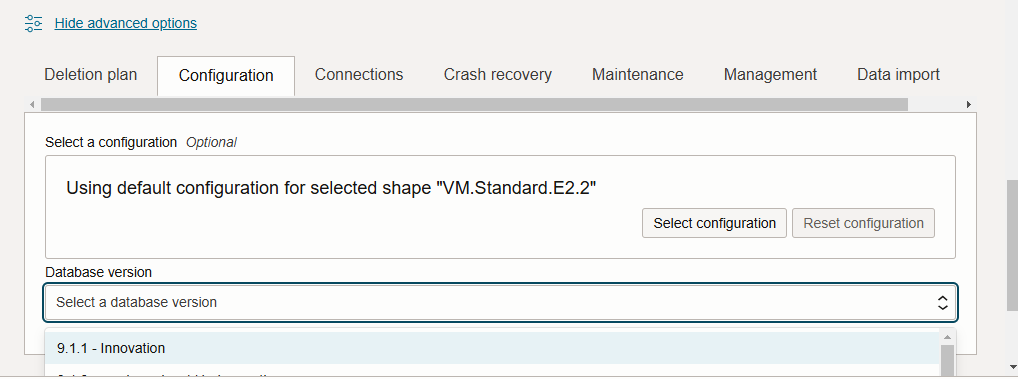 Hide advanced options
Deletion plan Configuration Connections Crash recovery Maintenance Management Data import
Select a configuration Optional
Using default configuration for selected shape "VM.Standard.E2.2"
Select configuration Reset configuration
Database version
Select a database version
9.1.1 - Innovation